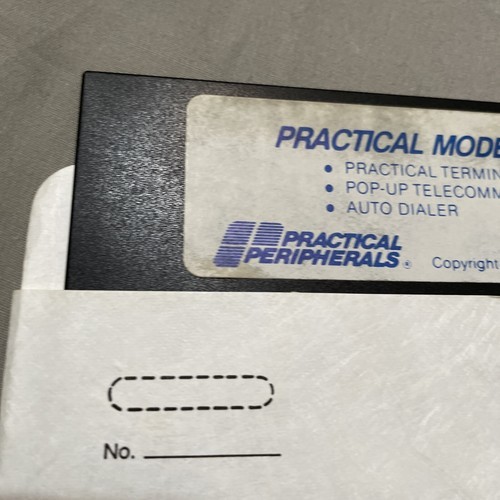 PRACTICAL MODE
• PRACTICAL TERMIN
• POP-UP TELECOMM
• AUTO DIALER
PRACTICAL
PERIPHERALS® Copyright
No.